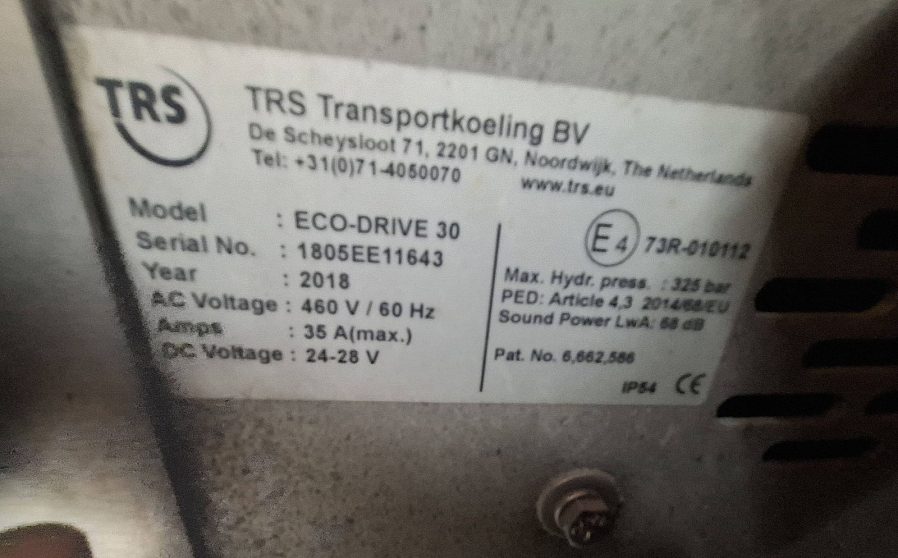 TRS
TRS Transportkoeling BV
De Scheysloot 71, 2201 GN, Noordwijk, The Netherlands
Tel: +31(0)71-4050070
www.trs.eu
Model : ECO-DRIVE 30
Serial No. : 1805EE11643
Year : 2018
AC Voltage : 460 V / 60 Hz
Amps : 35 A(max.)
DC Voltage : 24-28 V
E4 73R-010112
Max. Hydr. press. : 325 bar
PED: Article 4,3 2014/68/EU
Sound Power LwA: 68 dB
Pat. No. 6,662,586
IP54 CE